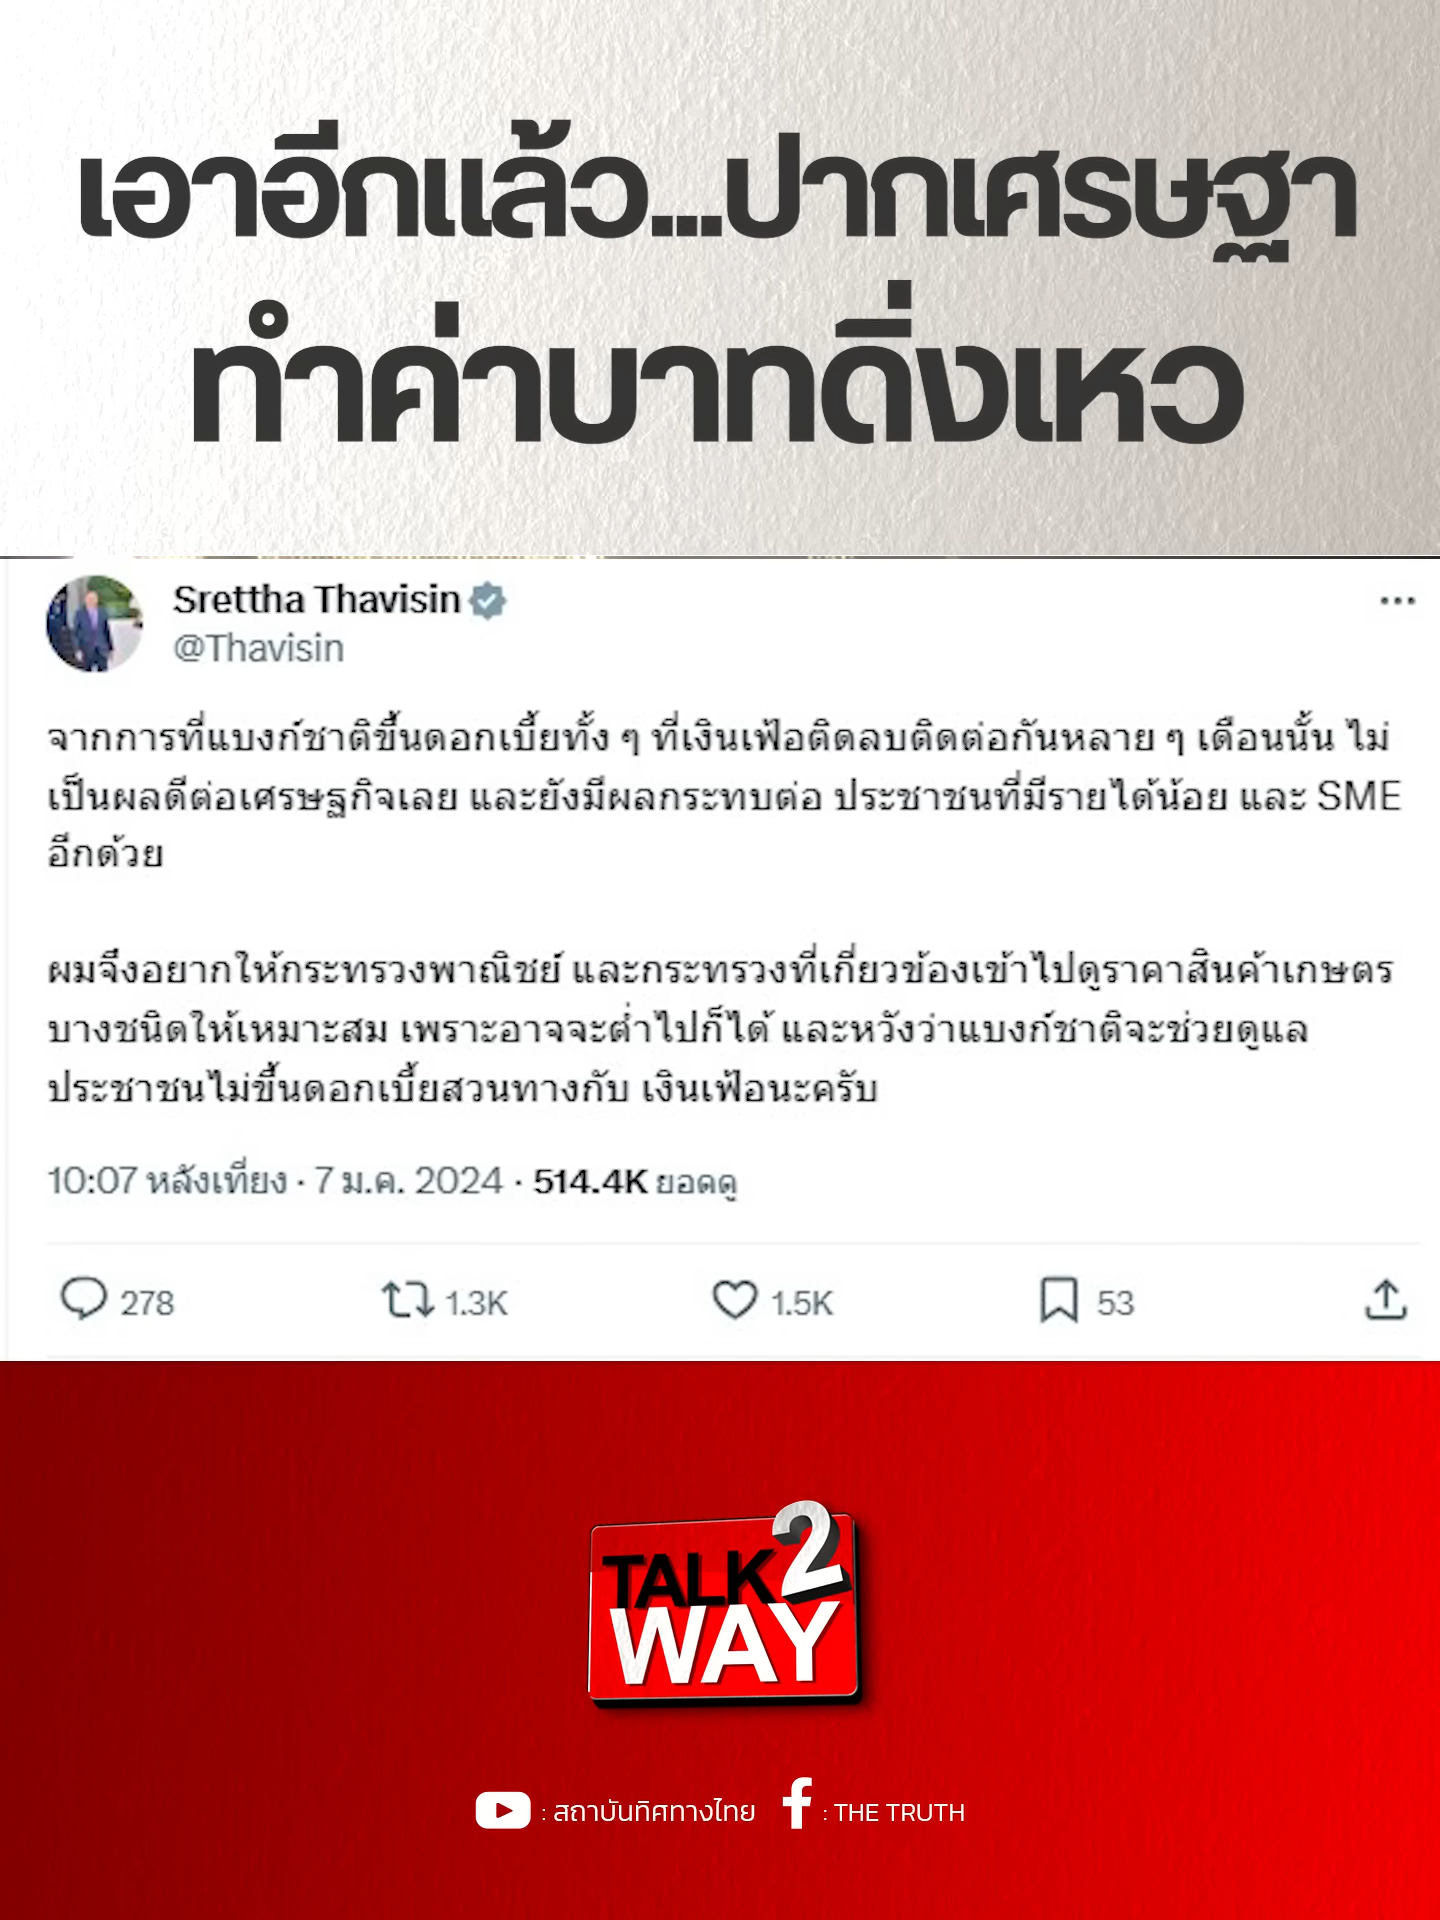 เอาอีกแล้ว...ปากเศรษฐา
ทำค่าบาทดิ่งเหว
Srettha Thavisin
@Thavisin
จากการที่แบงก์ชาติขึ้นดอกเบี้ยทั้ง ๆ ที่เงินเฟ้อติดลบติดต่อกันหลาย ๆ เดือนนั้น ไม่
เป็นผลดีต่อเศรษฐกิจเลย และยังมีผลกระทบต่อ ประชาชนที่มีรายได้น้อย และ SME
อีกด้วย
ผมจึงอยากให้กระทรวงพาณิชย์ และกระทรวงที่เกี่ยวข้องเข้าไปดูราคาสินค้าเกษตร
บางชนิดให้เหมาะสม เพราะอาจจะต่ำไปก็ได้ และหวังว่าแบงก์ชาติจะช่วยดูแล
ประชาชนไม่ขึ้นดอกเบี้ยสวนทางกับ เงินเฟ้อนะครับ
10:07 หลังเที่ยง · 7 ม.ค. 2024 · 514.4K ยอดดู
278 1.3K 1.5K 53
TALK 2
WAY
: สถาบันทิศทางไทย f : THE TRUTH